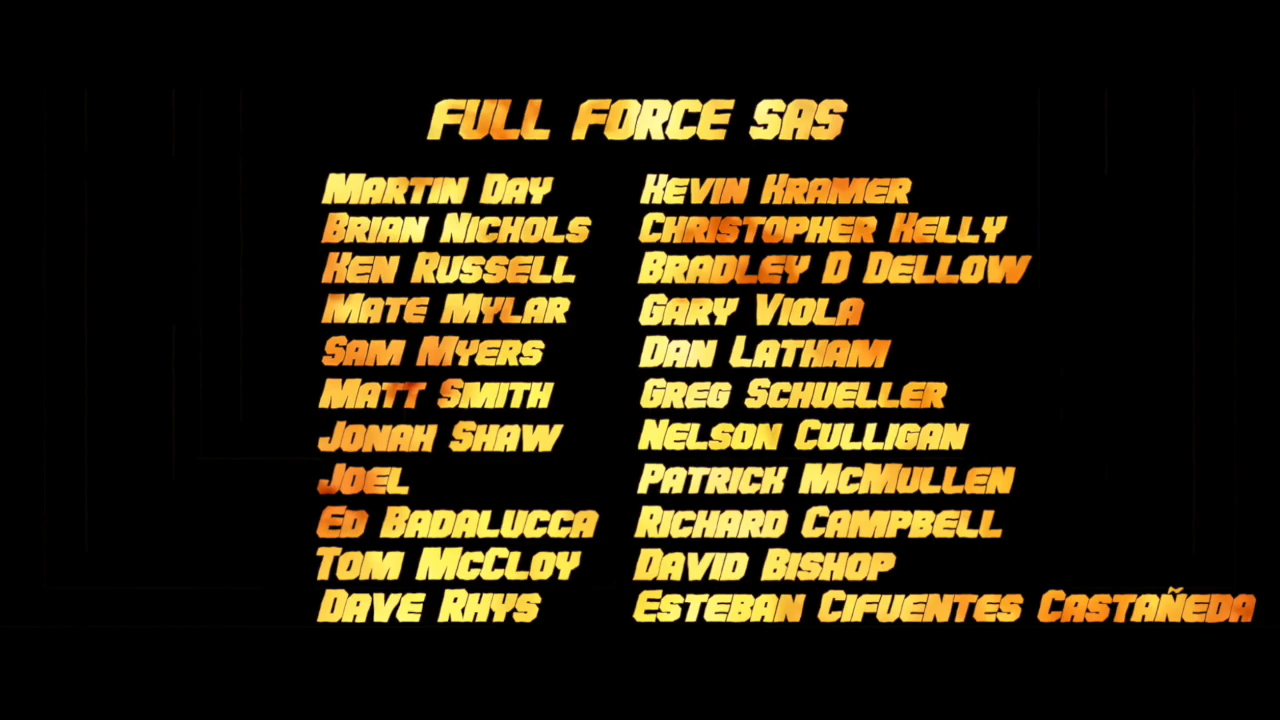 FULL FORCE SAS
MARTIN DAY
BRIAN NICHOLS
KEN RUSSELL
MATE MYLAR
SAM MYERS
MATT SMITH
JONAH SHAW
JOEL
ED BADALUCCA
TOM MCCLOY
DAVE RHYS
KEVIN KRAMER
CHRISTOPHER KELLY
BRADLEY D DELLOW
GARY VIOLA
DAN LATHAM
GREG SCHUELLER
NELSON CULLIGAN
PATRICK MCMULLEN
RICHARD CAMPBELL
DAVID BISHOP
ESTEBAN CIFUENTES CASTAÑEDA